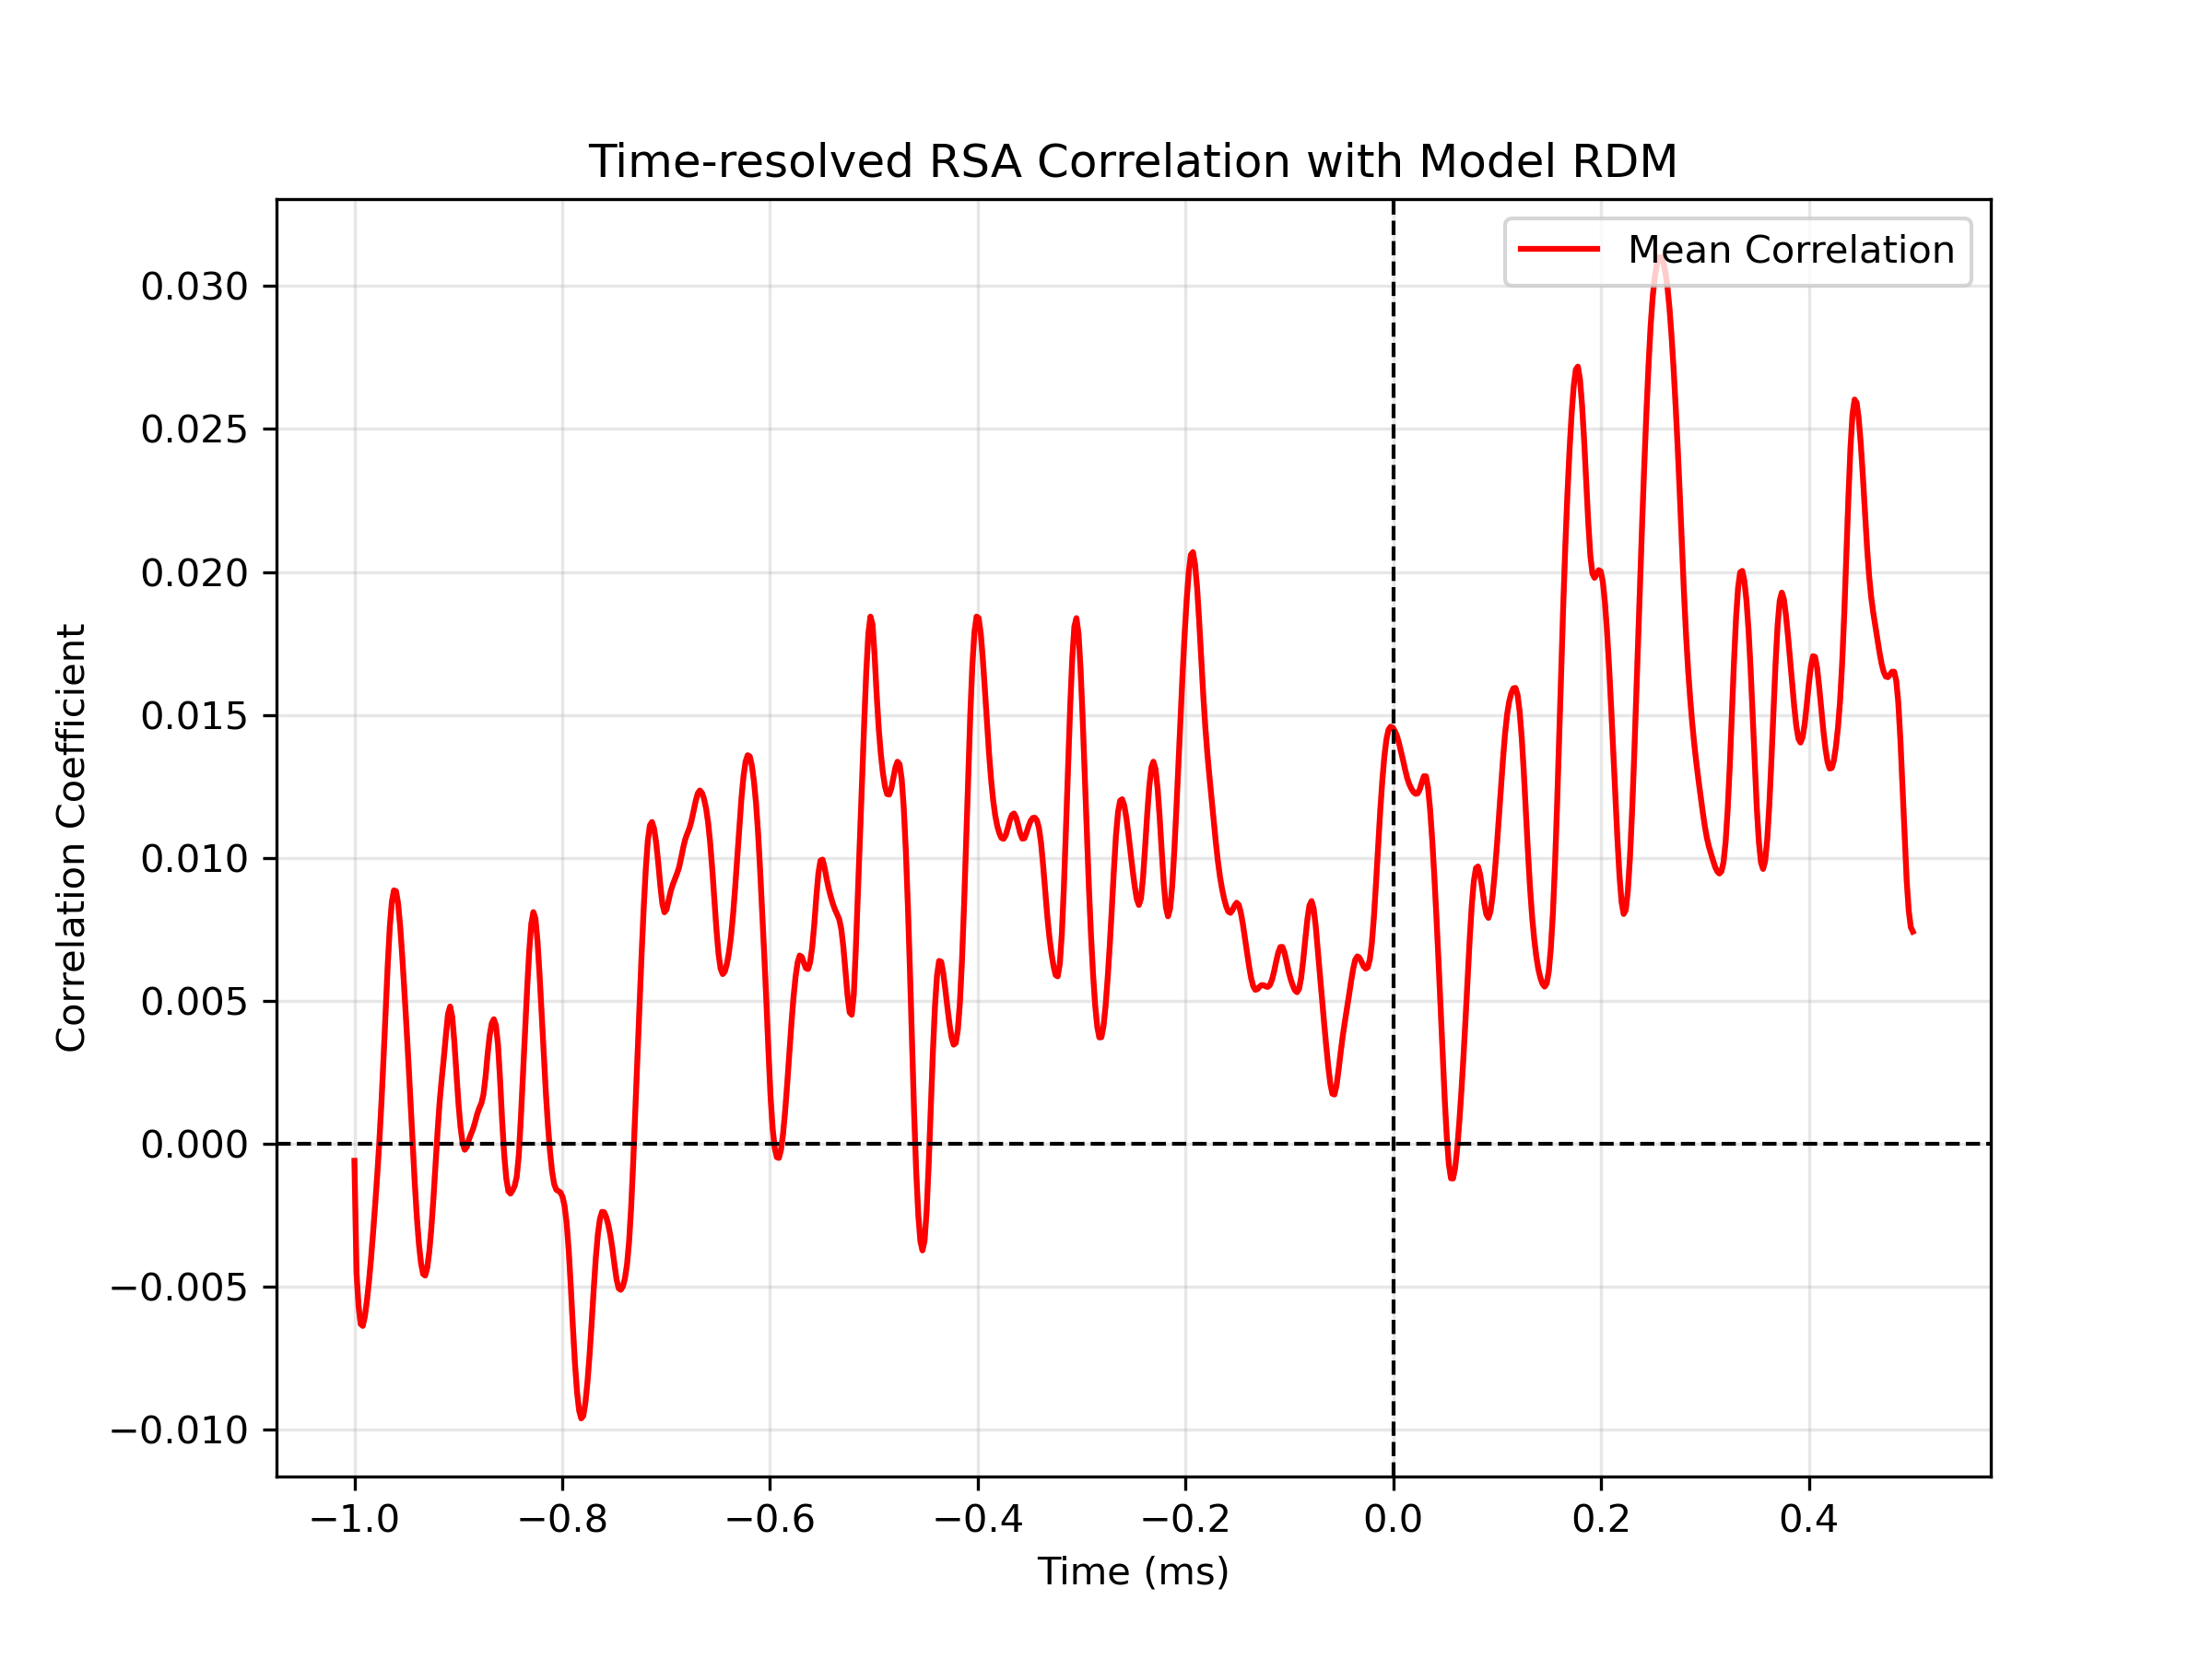 Time-resolved RSA Correlation with Model RDM
Mean Correlation
Correlation Coefficient
0.030
0.025
0.020
0.015
0.010
0.005
0.000
−0.005
−0.010
−1.0 −0.8 −0.6 −0.4 −0.2 0.0 0.2 0.4
Time (ms)